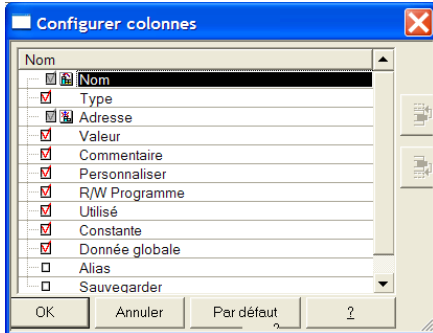 Configurer colonnes
Nom
Nom
Type
Adresse
Valeur
Commentaire
Personnaliser
R/W Programme
Utilisé
Constante
Donnée globale
Alias
Sauvegarder
OK Annuler Par défaut ?
?